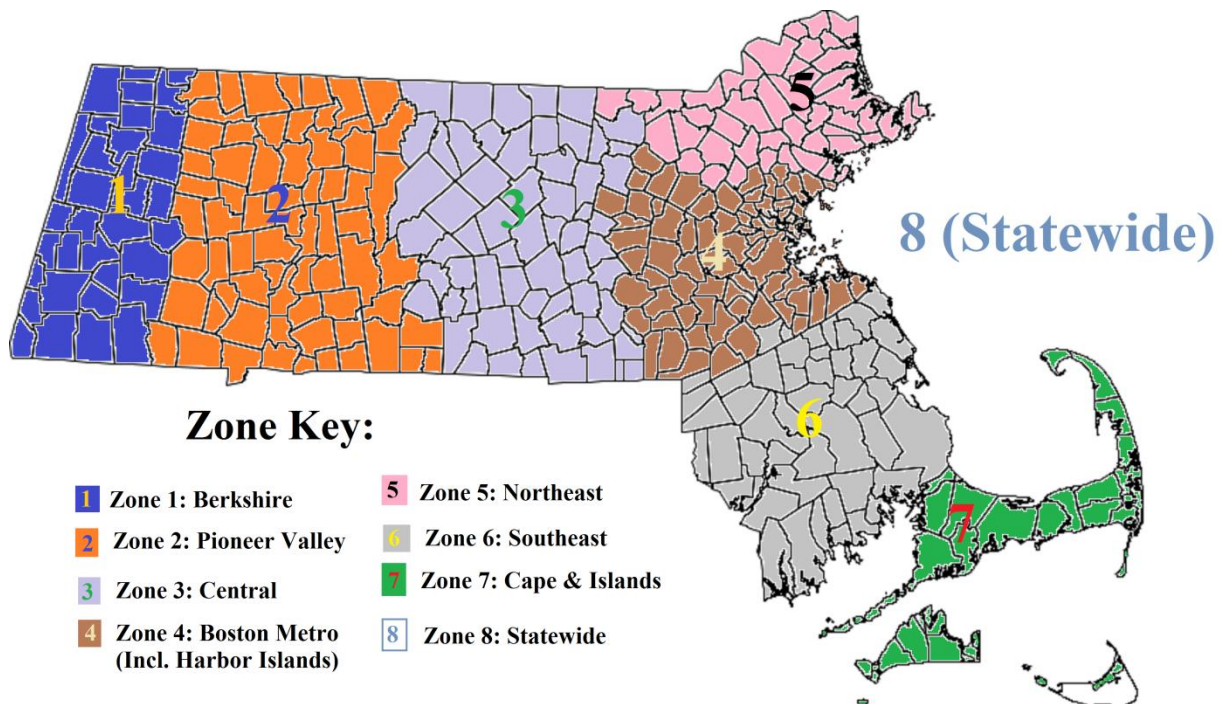 5
1
2
3
4
8 (Statewide)
6
7
Zone Key:
1 Zone 1: Berkshire
2 Zone 2: Pioneer Valley
3 Zone 3: Central
4 Zone 4: Boston Metro
(Incl. Harbor Islands)
5 Zone 5: Northeast
6 Zone 6: Southeast
7 Zone 7: Cape & Islands
8 Zone 8: Statewide